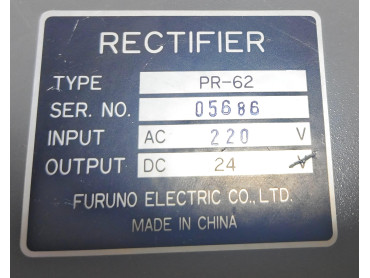 RECTIFIER
TYPE PR-62
SER. NO. 05686
INPUT AC 220 V
OUTPUT DC 24 V
FURUNO ELECTRIC CO., LTD.
MADE IN CHINA